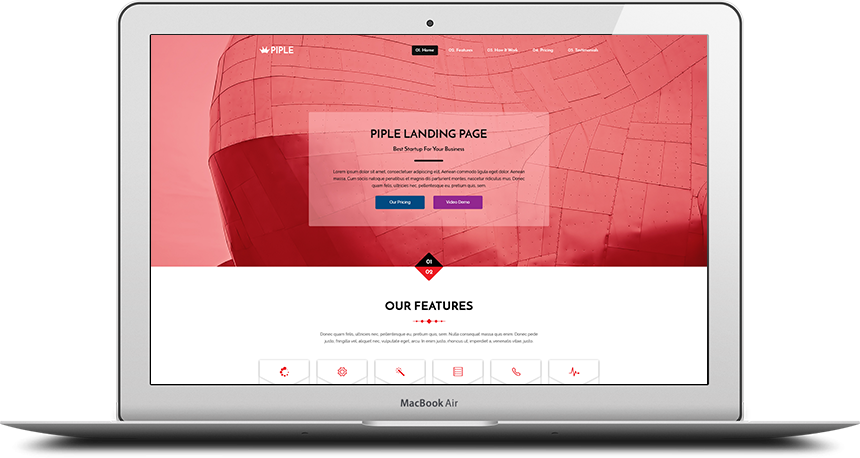 PIPLE
01. Home
02. Features
03. How It Work
04. Pricing
05. Testimonials
PIPLE LANDING PAGE
Best Startup For Your Business
Lorem ipsum dolor sit amet, consectetuer adipiscing elit. Aenean commodo ligula eget dolor. Aenean
massa. Cum sociis natoque penatibus et magnis dis parturient montes, nascetur ridiculus mus. Donec
quam felis, ultricies nec, pellentesque eu, pretium quis, sem.
Our Pricing
Video Demo
01
02
OUR FEATURES
Donec quam felis, ultricies nec, pellentesque eu, pretium quis, sem. Nulla consequat massa quis enim. Donec pede
justo, fringilla vel, aliquet nec, vulputate eget, arcu. In enim justo, rhoncus ut, imperdiet a, venenatis vitae, justo.
MacBook Air